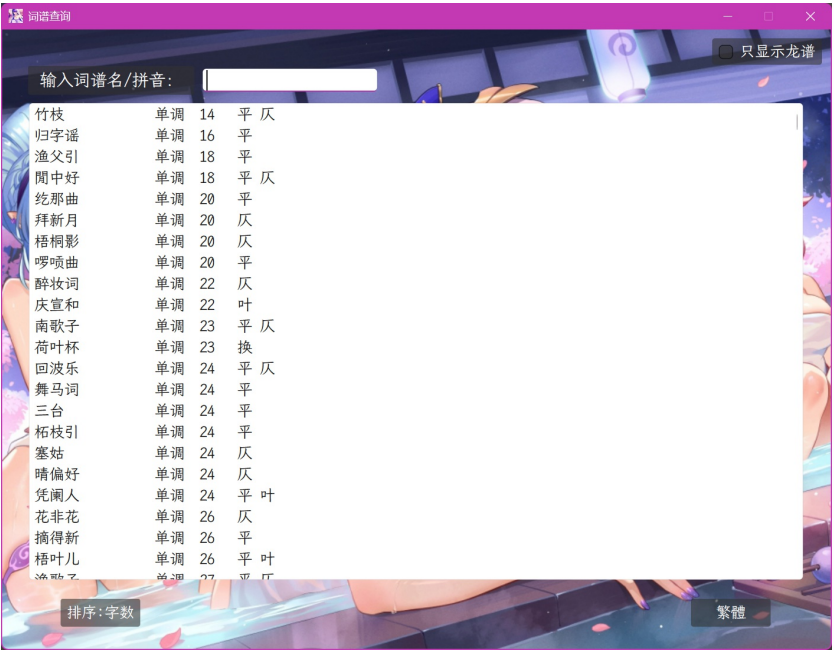 词谱查询
只显示龙谱
输入词谱名/拼音：
竹枝 单调 14 平 仄
归字谣 单调 16 平
渔父引 单调 18 平
閒中好 单调 18 平 仄
纥那曲 单调 20 平
拜新月 单调 20 仄
梧桐影 单调 20 仄
啰唝曲 单调 20 平
醉妆词 单调 22 仄
庆宣和 单调 22 叶
南歌子 单调 23 平 仄
荷叶杯 单调 23 换
回波乐 单调 24 平 仄
舞马词 单调 24 平
三台 单调 24 平
柘枝引 单调 24 平
塞姑 单调 24 仄
晴偏好 单调 24 仄
凭阑人 单调 24 平 叶
花非花 单调 26 仄
摘得新 单调 26 平
梧叶儿 单调 26 平 叶
渔歌子 单调 27 平 仄
排序:字数
繁體